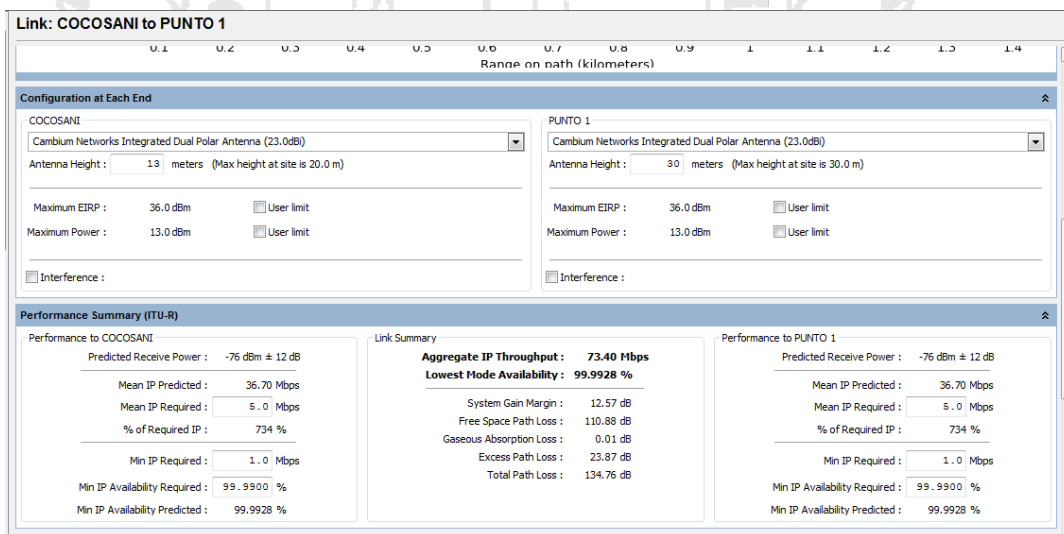 Link: COCOSANI to PUNTO 1
0.1 0.2 0.3 0.4 0.5 0.6 0.7 0.8 0.9 1 1.1 1.2 1.3 1.4
Range on path (kilometers)
Configuration at Each End
COCOSANI
Cambium Networks Integrated Dual Polar Antenna (23.0dBi)
Antenna Height : 13 meters (Max height at site is 20.0 m)
Maximum EIRP : 36.0 dBm User limit
Maximum Power : 13.0 dBm User limit
Interference :
PUNTO 1
Cambium Networks Integrated Dual Polar Antenna (23.0dBi)
Antenna Height : 30 meters (Max height at site is 30.0 m)
Maximum EIRP : 36.0 dBm User limit
Maximum Power : 13.0 dBm User limit
Interference :
Performance Summary (ITU-R)
Performance to COCOSANI
Predicted Receive Power : -76 dBm ± 12 dB
Mean IP Predicted : 36.70 Mbps
Mean IP Required : 5.0 Mbps
% of Required IP : 734 %
Min IP Required : 1.0 Mbps
Min IP Availability Required : 99.9900 %
Min IP Availability Predicted : 99.9928 %
Link Summary
Aggregate IP Throughput : 73.40 Mbps
Lowest Mode Availability : 99.9928 %
System Gain Margin : 12.57 dB
Free Space Path Loss : 110.88 dB
Gaseous Absorption Loss : 0.01 dB
Excess Path Loss : 23.87 dB
Total Path Loss : 134.76 dB
Performance to PUNTO 1
Predicted Receive Power : -76 dBm ± 12 dB
Mean IP Predicted : 36.70 Mbps
Mean IP Required : 5.0 Mbps
% of Required IP : 734 %
Min IP Required : 1.0 Mbps
Min IP Availability Required : 99.9900 %
Min IP Availability Predicted : 99.9928 %